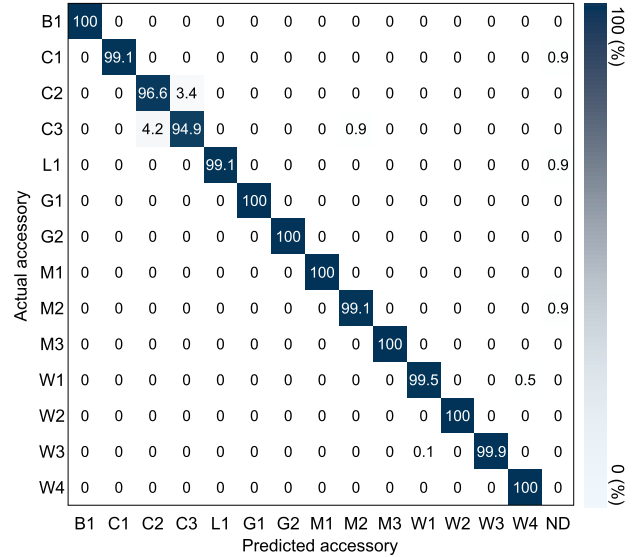 B1 100 0 0 0 0 0 0 0 0 0 0 0 0 0 0
C1 0 99.1 0 0 0 0 0 0 0 0 0 0 0 0 0.9
C2 0 0 96.6 3.4 0 0 0 0 0 0 0 0 0 0 0
C3 0 0 4.2 94.9 0 0 0 0 0.9 0 0 0 0 0 0
L1 0 0 0 0 99.1 0 0 0 0 0 0 0 0 0 0.9
G1 0 0 0 0 0 100 0 0 0 0 0 0 0 0 0
G2 0 0 0 0 0 0 100 0 0 0 0 0 0 0 0
M1 0 0 0 0 0 0 0 100 0 0 0 0 0 0 0
M2 0 0 0 0 0 0 0 0 99.1 0 0 0 0 0 0.9
M3 0 0 0 0 0 0 0 0 0 100 0 0 0 0 0
W1 0 0 0 0 0 0 0 0 0 0 99.5 0 0 0.5 0
W2 0 0 0 0 0 0 0 0 0 0 0 100 0 0 0
W3 0 0 0 0 0 0 0 0 0 0 0.1 0 99.9 0 0
W4 0 0 0 0 0 0 0 0 0 0 0 0 0 100 0
B1 C1 C2 C3 L1 G1 G2 M1 M2 M3 W1 W2 W3 W4 ND
Predicted accessory
Actual accessory
100 (%)
0 (%)